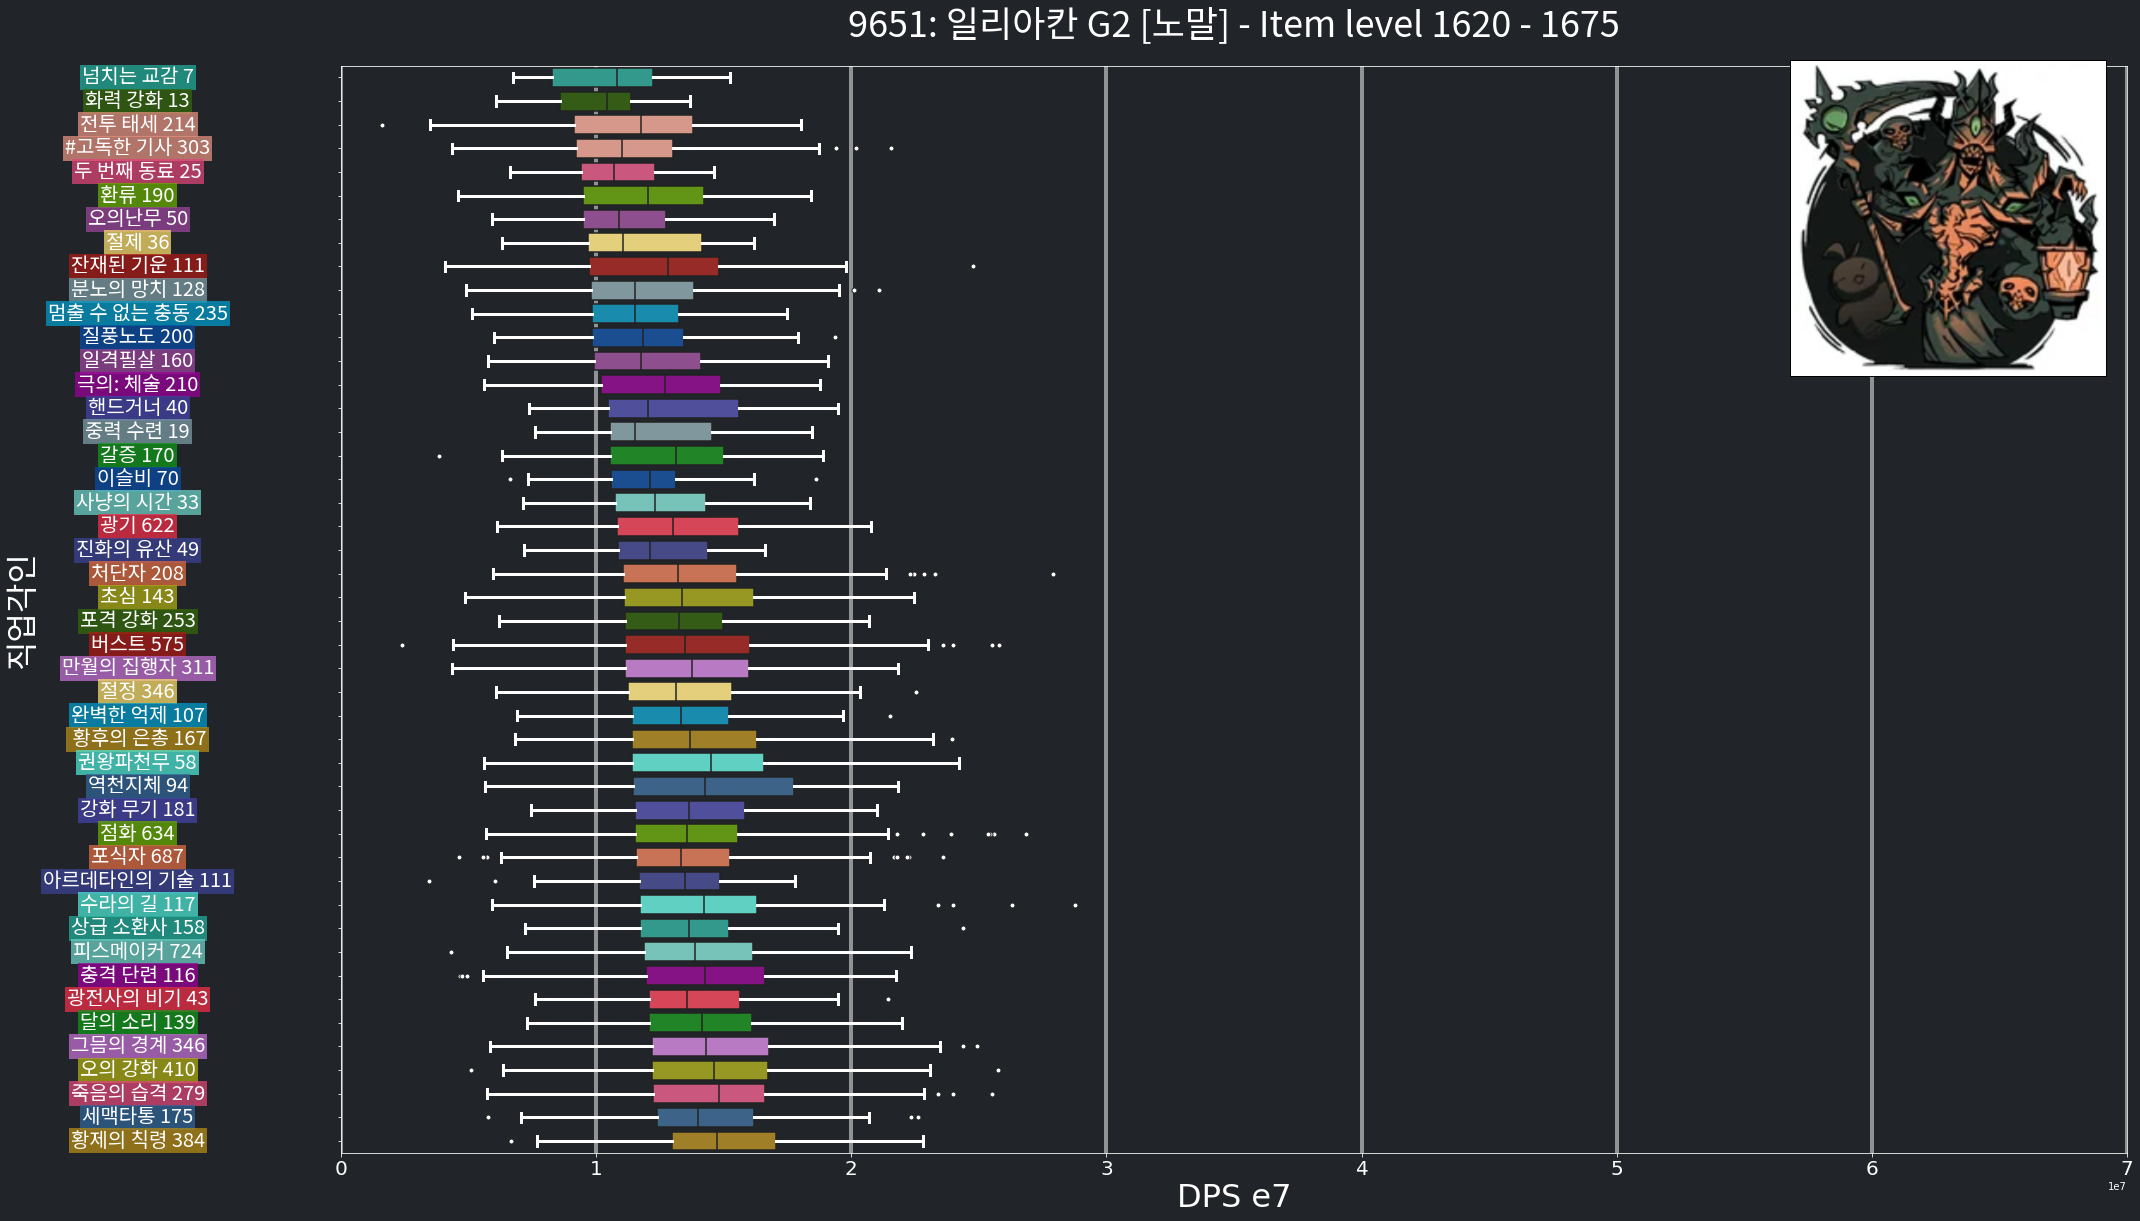 9651: 일리아칸 G2 [노말] - Item level 1620 - 1675
넘치는 교감 7
화력 강화 13
전투 태세 214
#고독한 기사 303
두 번째 동료 25
환류 190
오의난무 50
절제 36
잔재된 기운 111
분노의 망치 128
멈출 수 없는 충동 235
질풍노도 200
일격필살 160
극의: 체술 210
핸드거너 40
중력 수련 19
갈증 170
이슬비 70
사냥의 시간 33
광기 622
진화의 유산 49
처단자 208
초심 143
포격 강화 253
버스트 575
만월의 집행자 311
절정 346
완벽한 억제 107
황후의 은총 167
권왕파천무 58
역천지체 94
강화 무기 181
점화 634
포식자 687
아르데타인의 기술 111
수라의 길 117
상급 소환사 158
피스메이커 724
충격 단련 116
광전사의 비기 43
달의 소리 139
그믐의 경계 346
오의 강화 410
죽음의 습격 279
세맥타통 175
황제의 칙령 384
직업각인
0 1 2 3 4 5 6 7
1e7
DPS e7